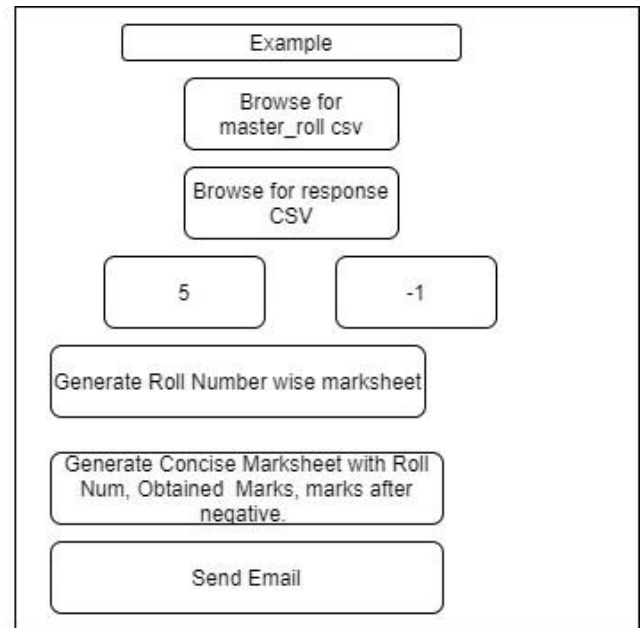 Example
Browse for
master_roll csv
Browse for response
CSV
5
-1
Generate Roll Number wise marksheet
Generate Concise Marksheet with Roll
Num, Obtained  Marks, marks after
negative.
Send Email